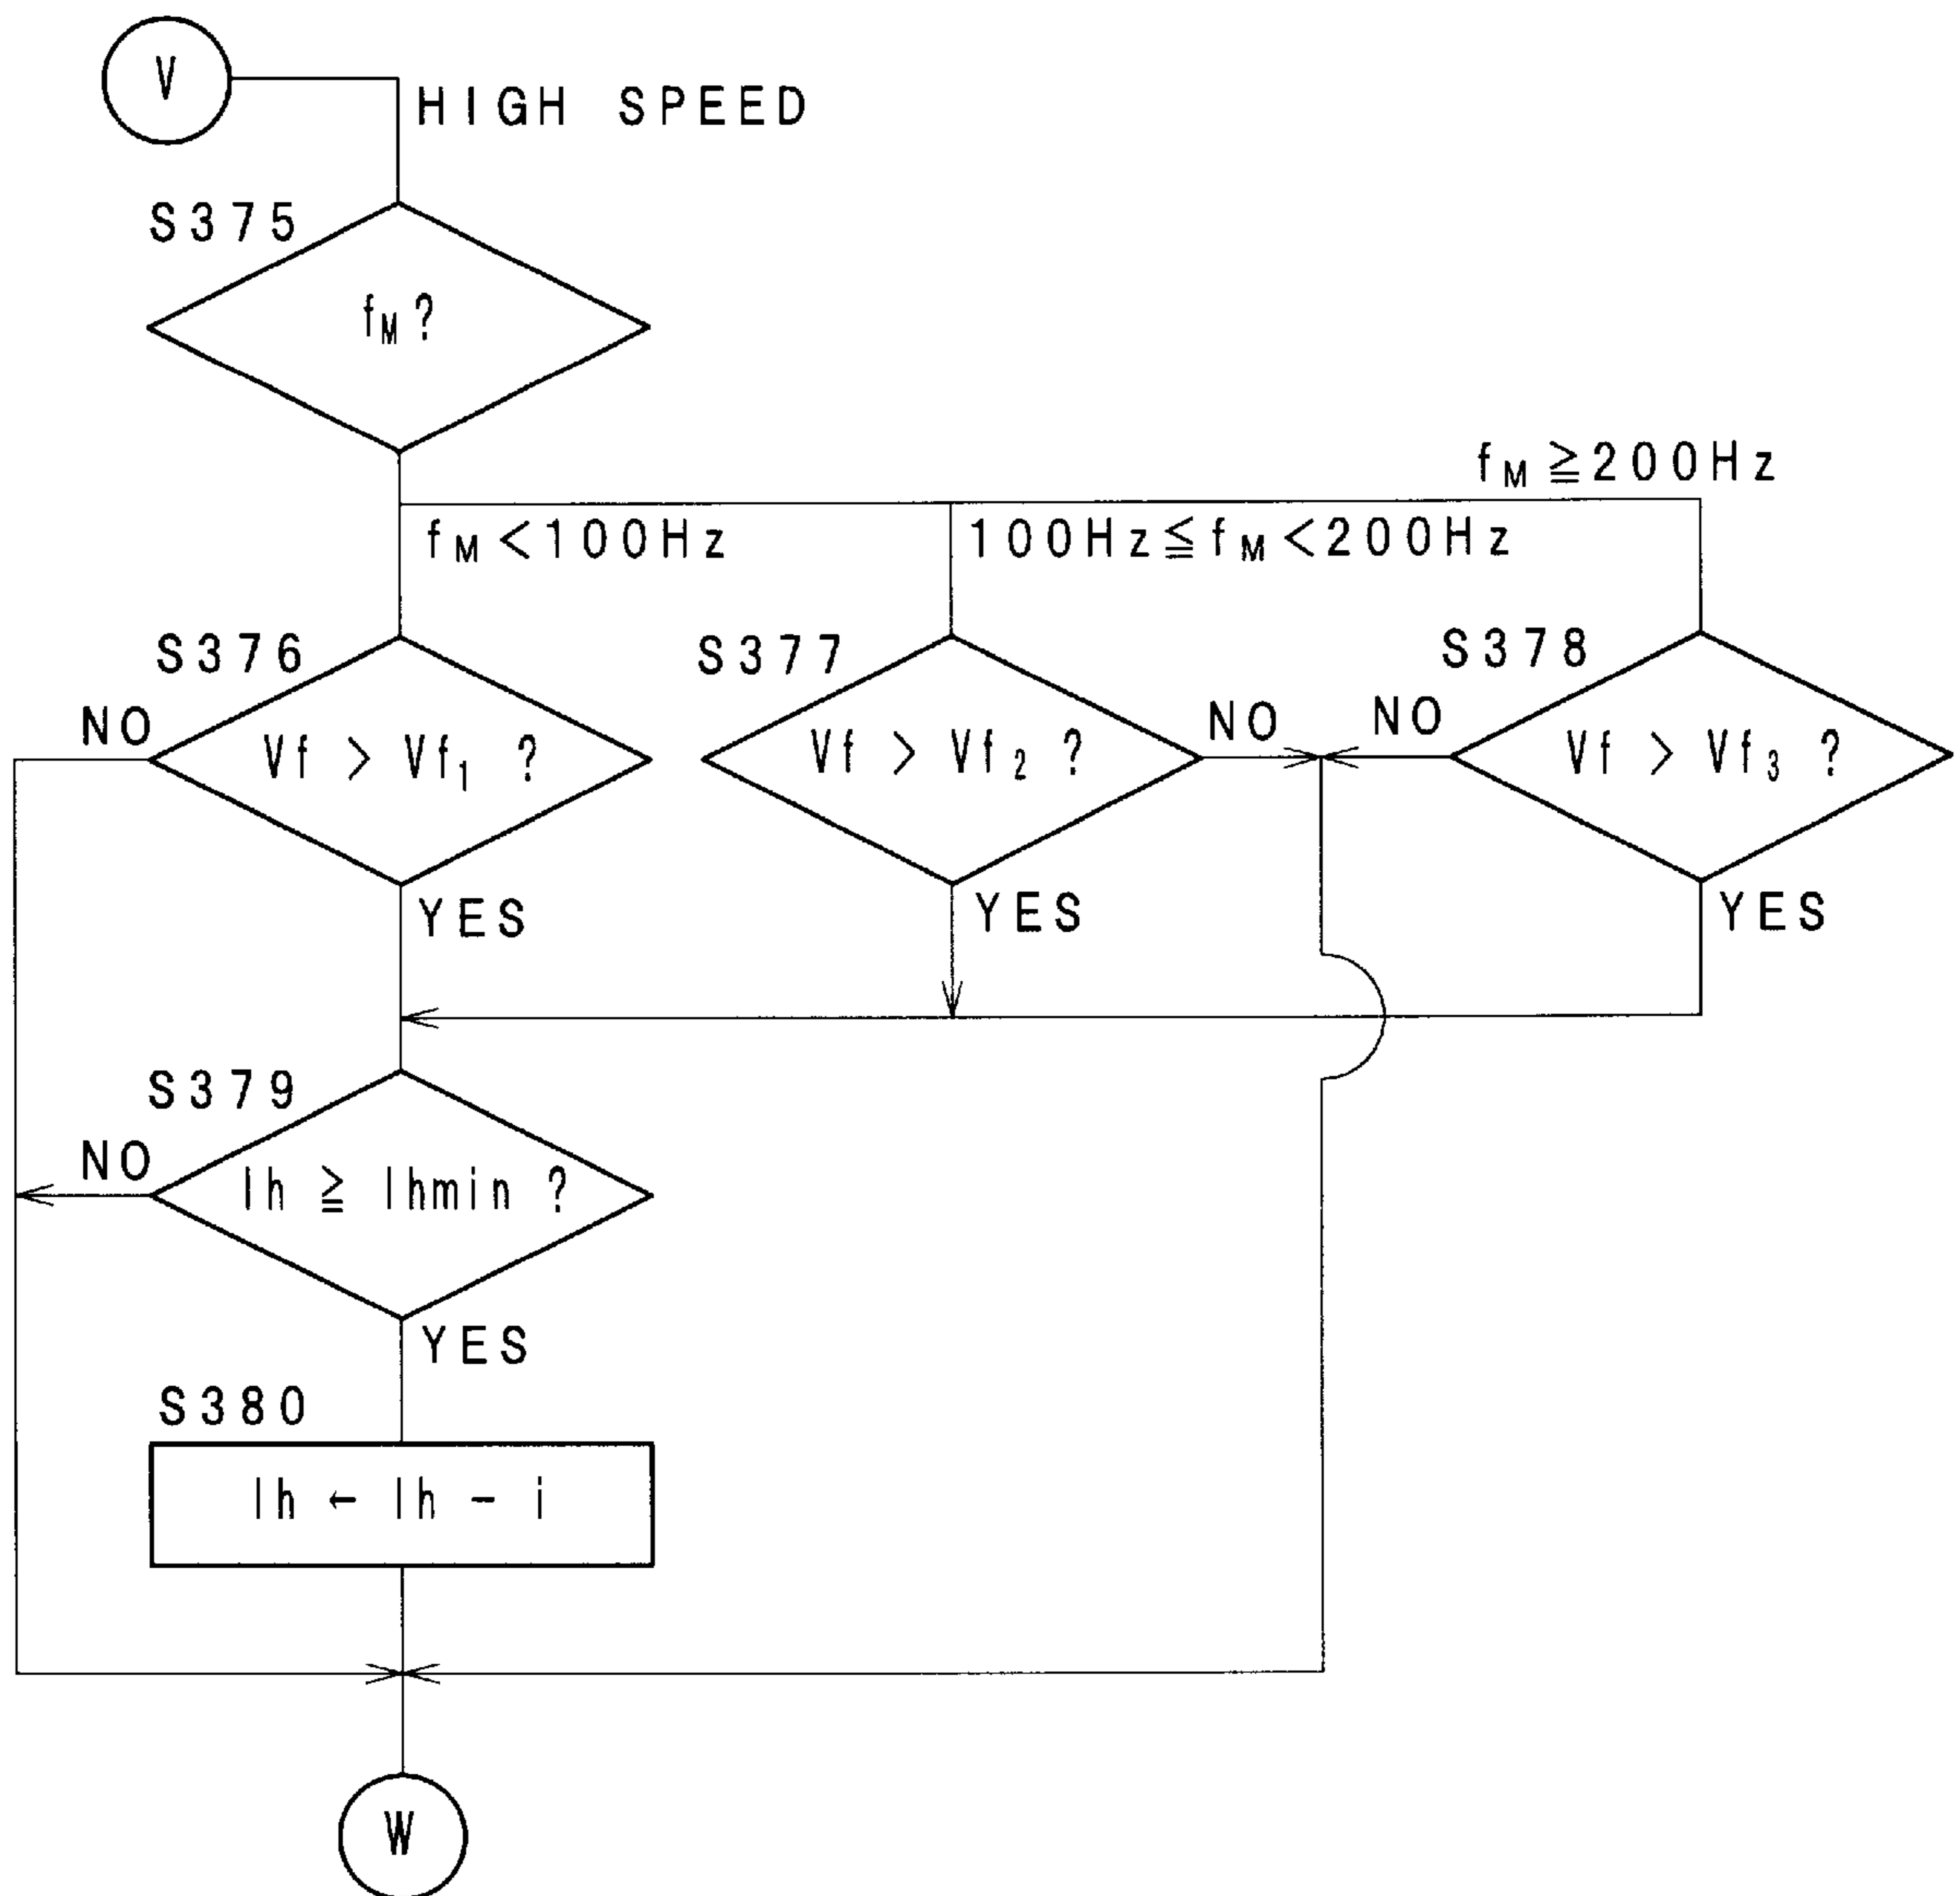 V
HIGH SPEED
S375
fM?
fM≧200Hz
fM<100Hz
100Hz≦fM<200Hz
S376
S377
S378
NO
Vf > Vf1 ?
Vf > Vf2 ?
NO
NO
Vf > Vf3 ?
YES
YES
YES
S379
NO
Ih ≧ Ihmin ?
YES
S380
Ih ← Ih − i
W